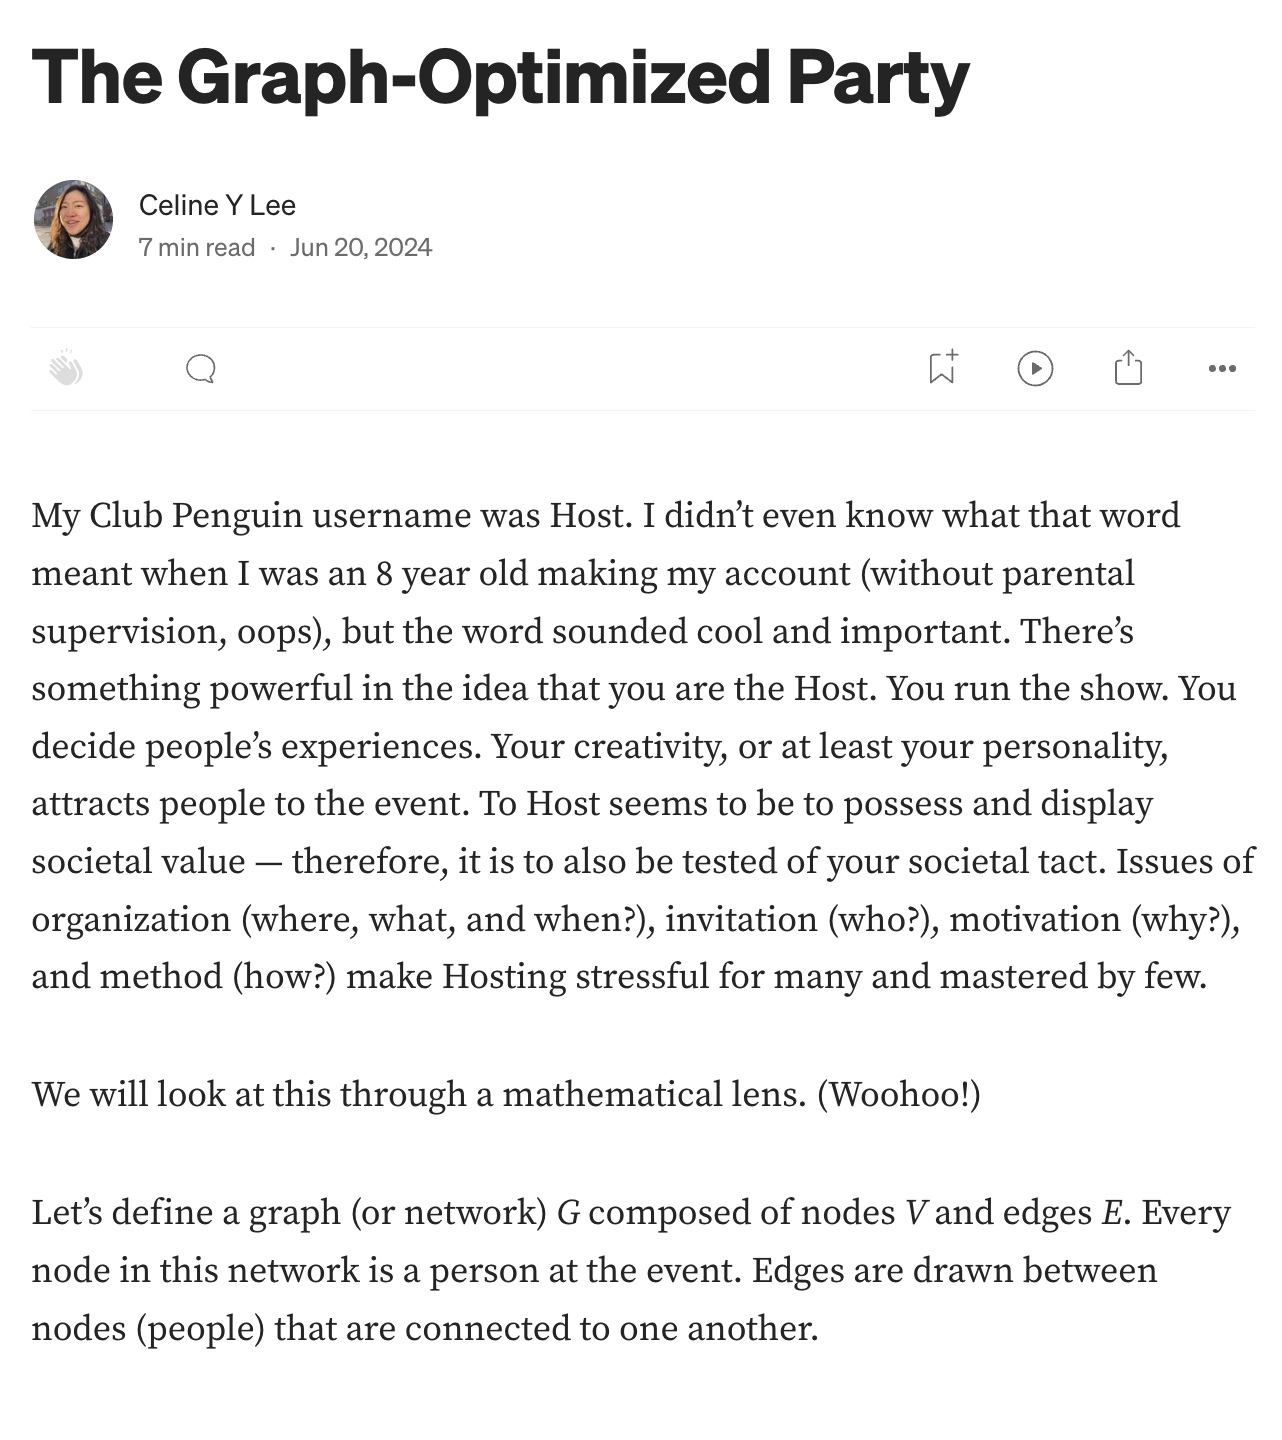 The Graph-Optimized Party
Celine Y Lee
7 min read · Jun 20, 2024
My Club Penguin username was Host. I didn’t even know what that word
meant when I was an 8 year old making my account (without parental
supervision, oops), but the word sounded cool and important. There’s
something powerful in the idea that you are the Host. You run the show. You
decide people’s experiences. Your creativity, or at least your personality,
attracts people to the event. To Host seems to be to possess and display
societal value — therefore, it is to also be tested of your societal tact. Issues of
organization (where, what, and when?), invitation (who?), motivation (why?),
and method (how?) make Hosting stressful for many and mastered by few.
We will look at this through a mathematical lens. (Woohoo!)
Let’s define a graph (or network) G composed of nodes V and edges E. Every
node in this network is a person at the event. Edges are drawn between
nodes (people) that are connected to one another.